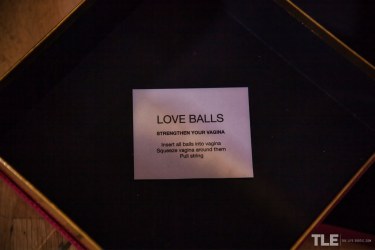 LOVE BALLS
STRENGTHEN YOUR VAGINA
Insert all balls into vagina
Squeeze vagina around them
Pull string
TLE